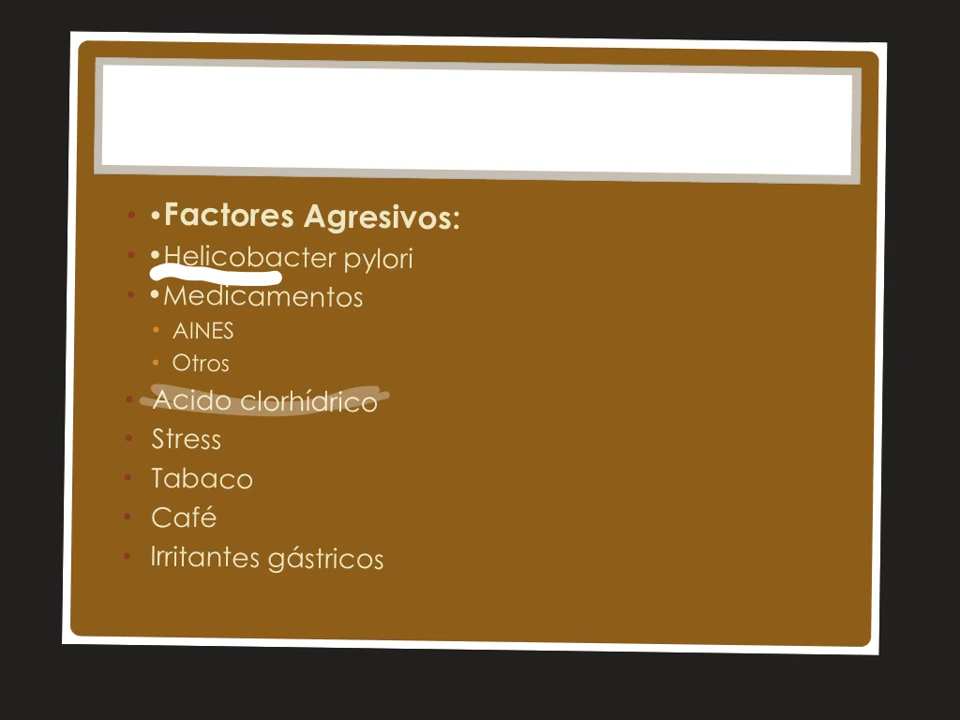 • •Factores Agresivos:
• •Helicobacter pylori
• •Medicamentos
• AINES
• Otros
• Acido clorhídrico
• Stress
• Tabaco
• Café
• Irritantes gástricos